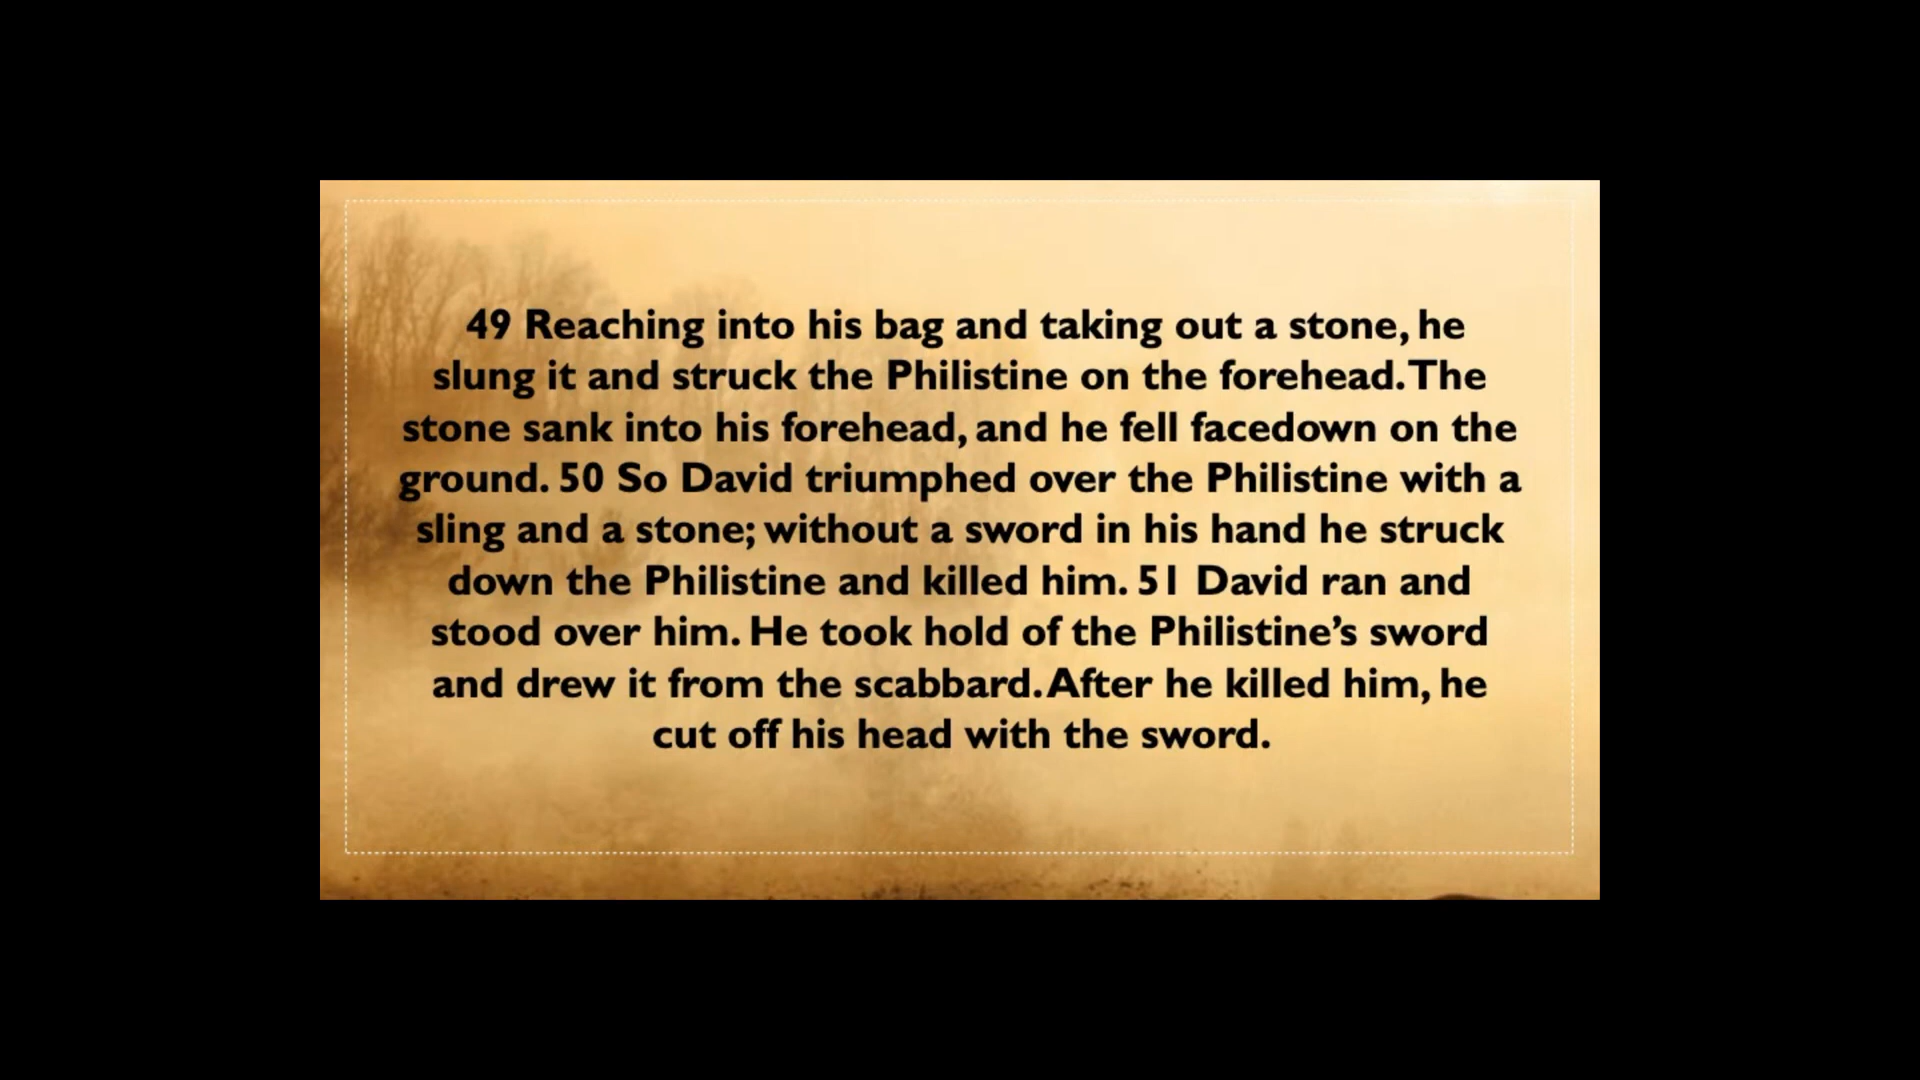 49 Reaching into his bag and taking out a stone, he
slung it and struck the Philistine on the forehead. The
stone sank into his forehead, and he fell facedown on the
ground. 50 So David triumphed over the Philistine with a
sling and a stone; without a sword in his hand he struck
down the Philistine and killed him. 51 David ran and
stood over him. He took hold of the Philistine’s sword
and drew it from the scabbard. After he killed him, he
cut off his head with the sword.